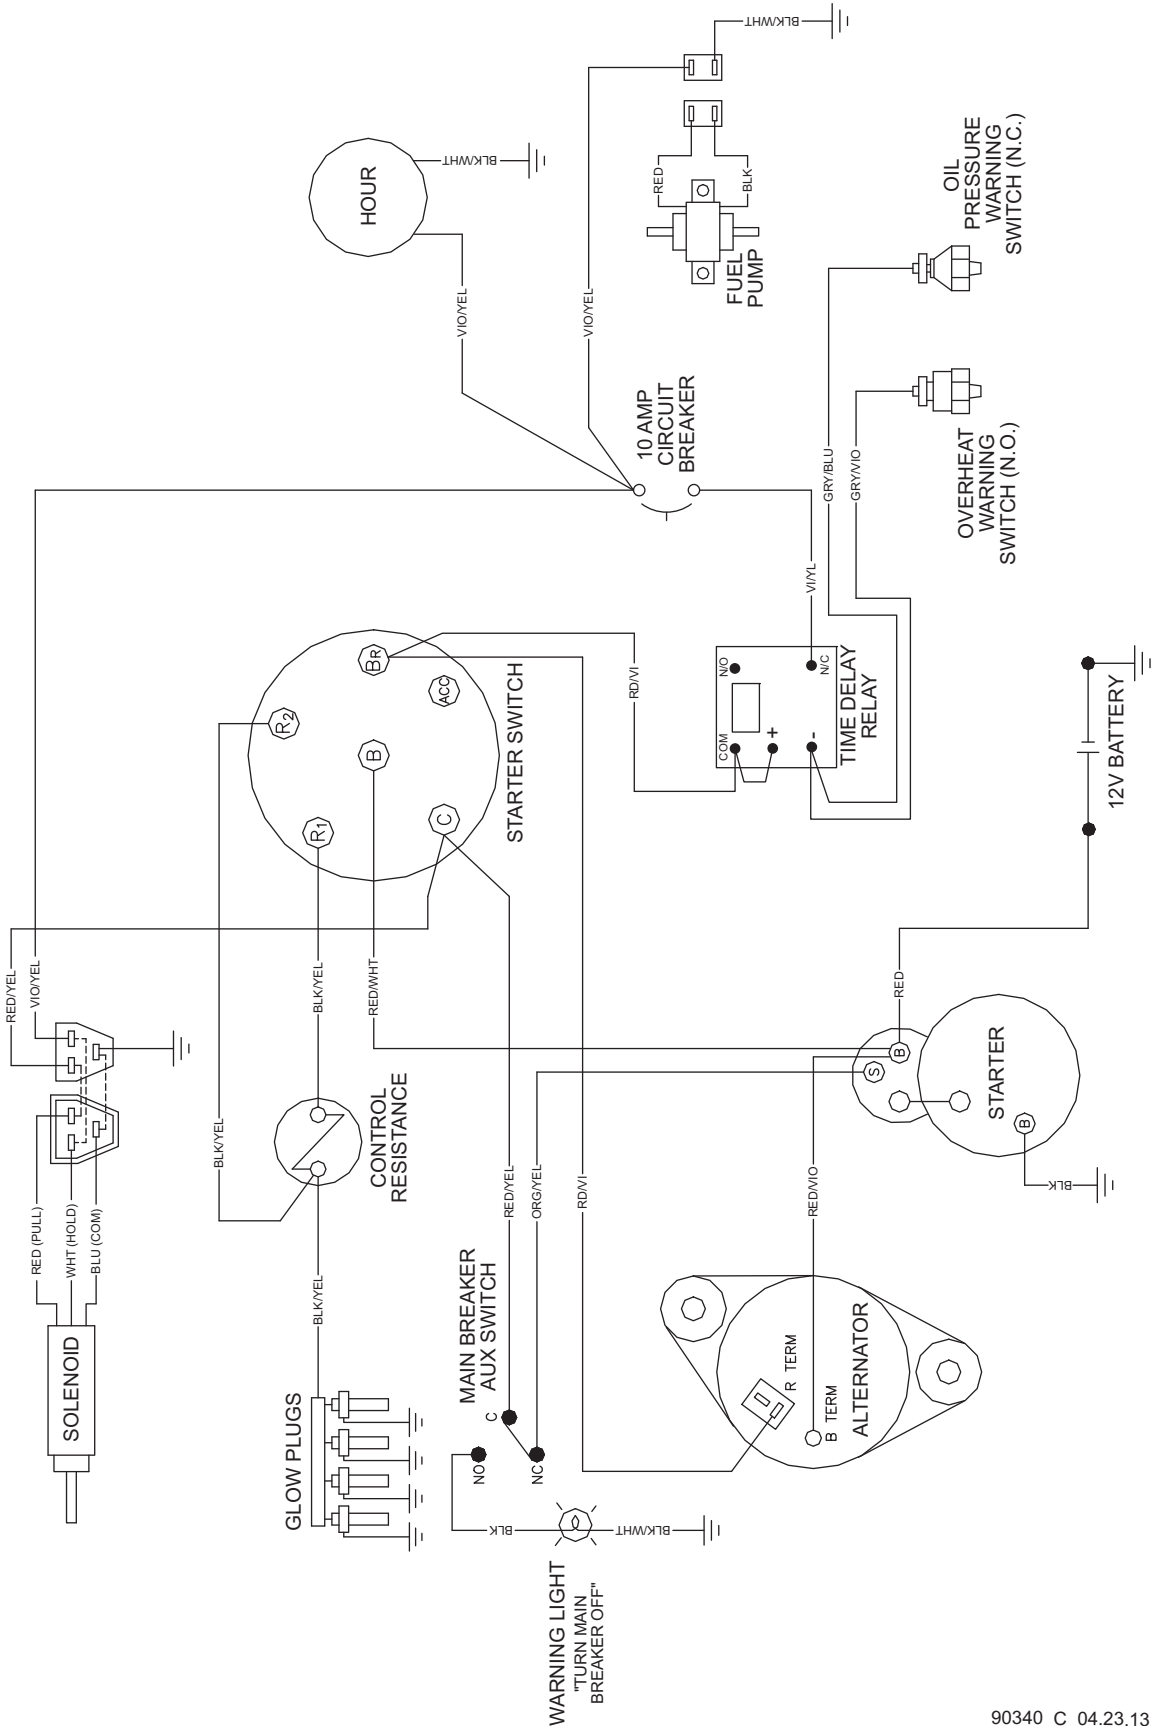 BLK/WHT
HOUR
BLK/WHT
VIO/YEL
VIO/YEL
RED
BLK
FUEL
PUMP
OIL
PRESSURE
WARNING
SWITCH (N.C.)
10 AMP
CIRCUIT
BREAKER
GRY/BLU
GRY/VIO
OVERHEAT
WARNING
SWITCH (N.O.)
VI/YL
R2
BR
ACC
B
R1
C
STARTER SWITCH
RD/VI
N/O
N/C
COM
+
-
TIME DELAY
RELAY
12V BATTERY
RED/YEL
VIO/YEL
BLK/YEL
BLK/YEL
RED/WHT
RED
B
S
STARTER
B
BLK
CONTROL
RESISTANCE
RED/YEL
ORG/YEL
RD/VI
RED/VIO
RED (PULL)
WHT (HOLD)
BLU (COM)
SOLENOID
BLK/YEL
GLOW PLUGS
MAIN BREAKER
AUX SWITCH
C
NO
NC
R TERM
B TERM
ALTERNATOR
BLK
BLK/WHT
WARNING LIGHT
"TURN MAIN
BREAKER OFF"
90340 C 04.23.13